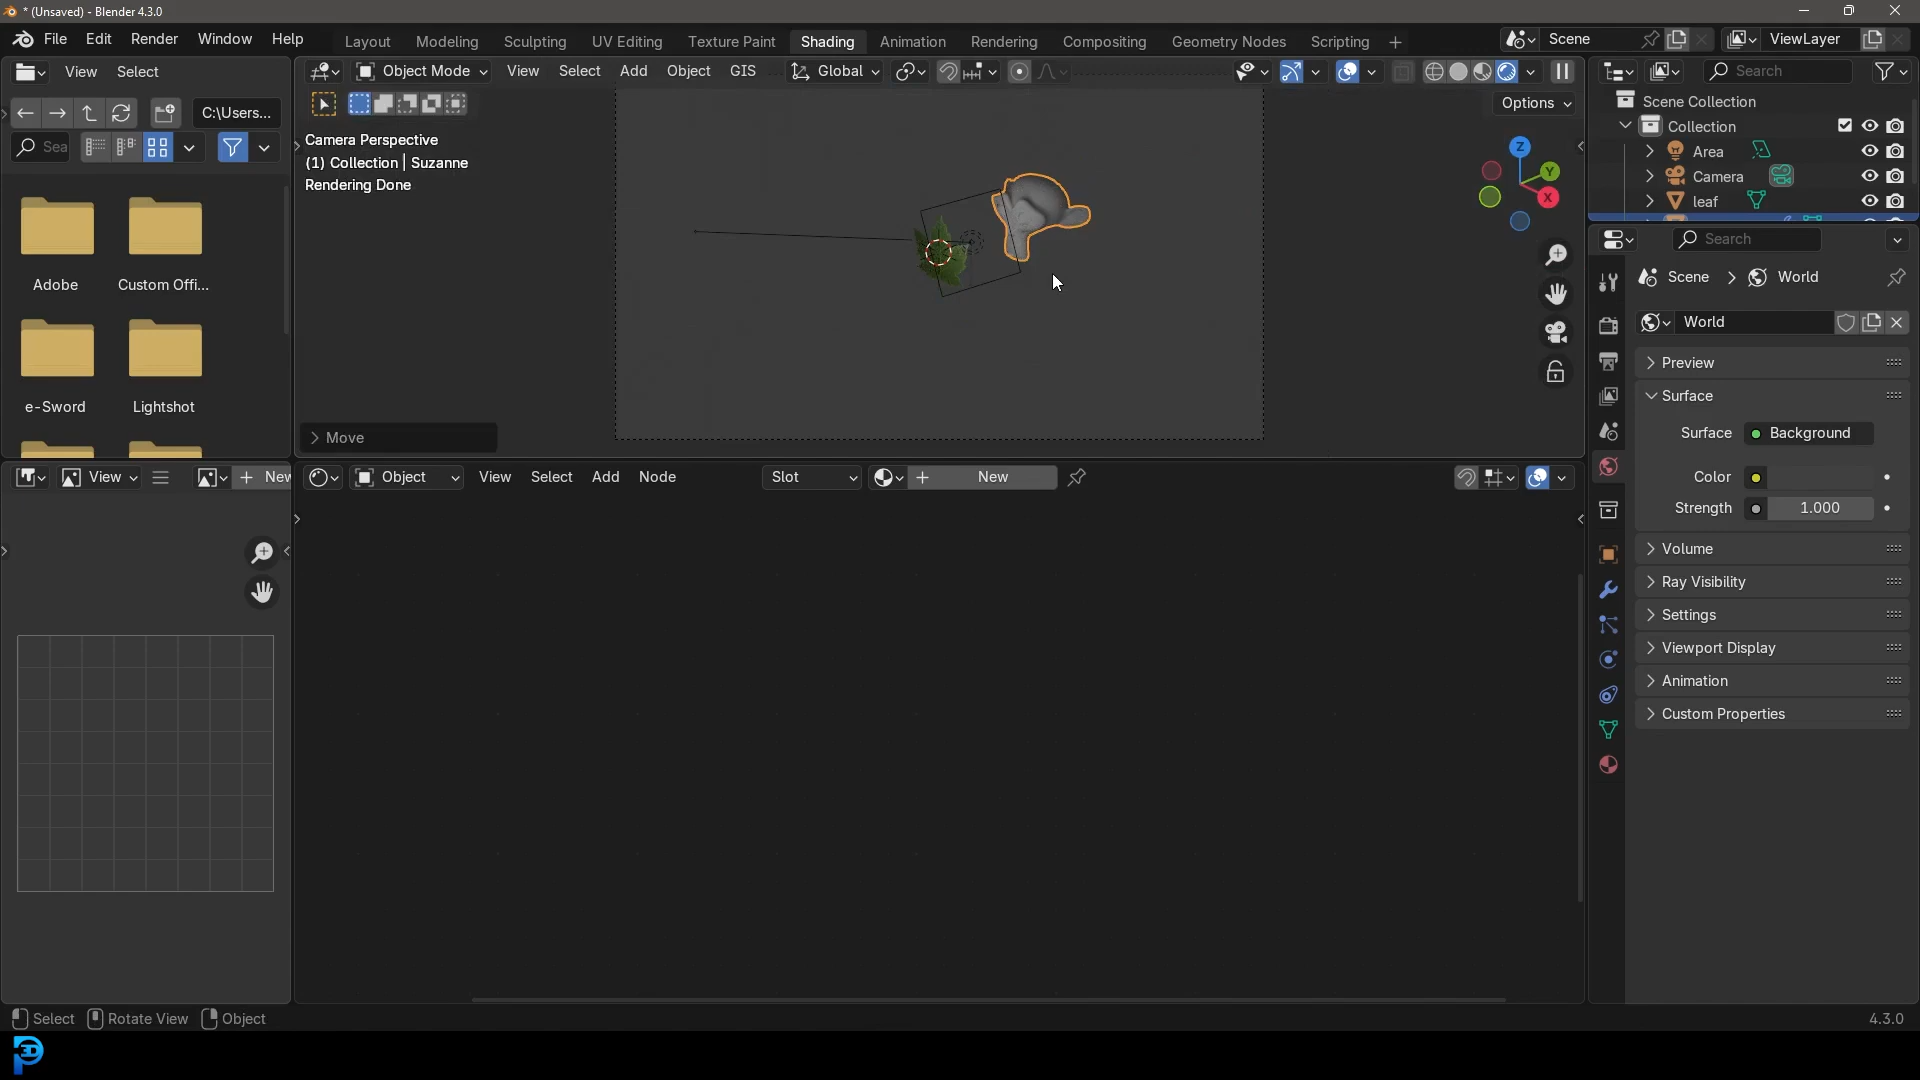 * (Unsaved) - Blender 4.3.0
File Edit Render Window Help
Layout Modeling Sculpting UV Editing Texture Paint Shading Animation Rendering Compositing Geometry Nodes Scripting
Scene
ViewLayer
View Select
C:\Users...
Sea
Adobe
Custom Offi...
e-Sword
Lightshot
Object Mode View Select Add Object GIS
Global
Options
Camera Perspective
(1) Collection | Suzanne
Rendering Done
Z
Y
X
Move
Search
Scene Collection
Collection
Area
Camera
leaf
Search
Scene > World
World
Preview
Surface
Surface Background
Color
Strength 1.000
Volume
Ray Visibility
Settings
Viewport Display
Animation
Custom Properties
View
New
Object View Select Add Node
Slot
New
Select Rotate View Object
4.3.0